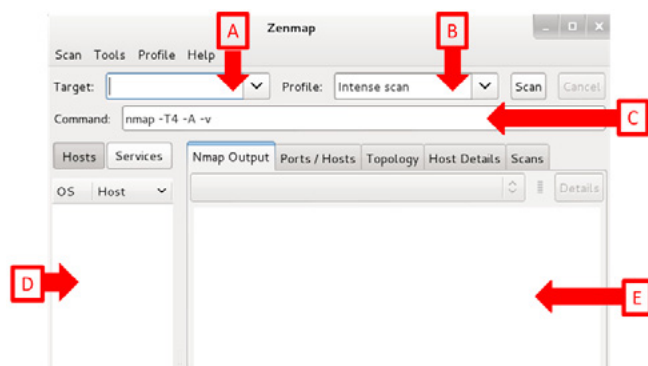 A
Zenmap
B
Scan Tools Profile Help
Target:
Profile: Intense scan
Scan
Cancel
Command: nmap -T4 -A -v
C
Hosts Services
Nmap Output Ports / Hosts Topology Host Details Scans
OS Host
Details
D
E